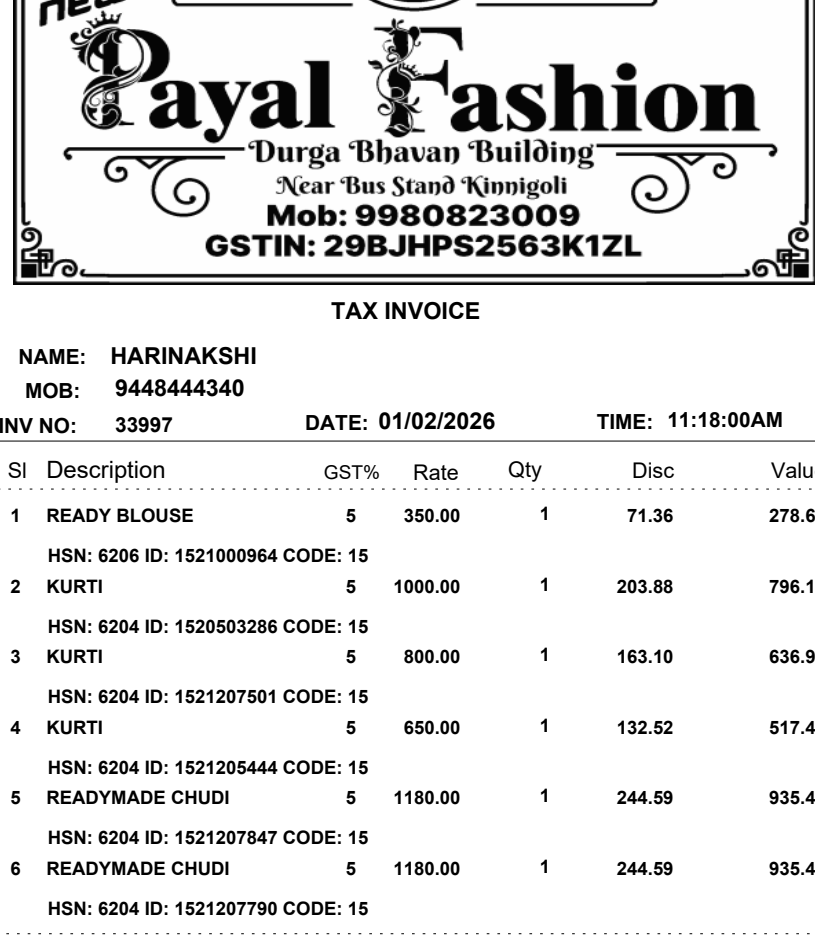 Payal Fashion
Durga Bhavan Building
Near Bus Stand Kinnigoli
Mob: 9980823009
GSTIN: 29BJHPS2563K1ZL
TAX INVOICE
NAME: HARINAKSHI
MOB: 9448444340
INV NO: 33997 DATE: 01/02/2026 TIME: 11:18:00AM
Sl Description GST% Rate Qty Disc Valu
1 READY BLOUSE 5 350.00 1 71.36 278.6
HSN: 6206 ID: 1521000964 CODE: 15
2 KURTI 5 1000.00 1 203.88 796.1
HSN: 6204 ID: 1520503286 CODE: 15
3 KURTI 5 800.00 1 163.10 636.9
HSN: 6204 ID: 1521207501 CODE: 15
4 KURTI 5 650.00 1 132.52 517.4
HSN: 6204 ID: 1521205444 CODE: 15
5 READYMADE CHUDI 5 1180.00 1 244.59 935.4
HSN: 6204 ID: 1521207847 CODE: 15
6 READYMADE CHUDI 5 1180.00 1 244.59 935.4
HSN: 6204 ID: 1521207790 CODE: 15